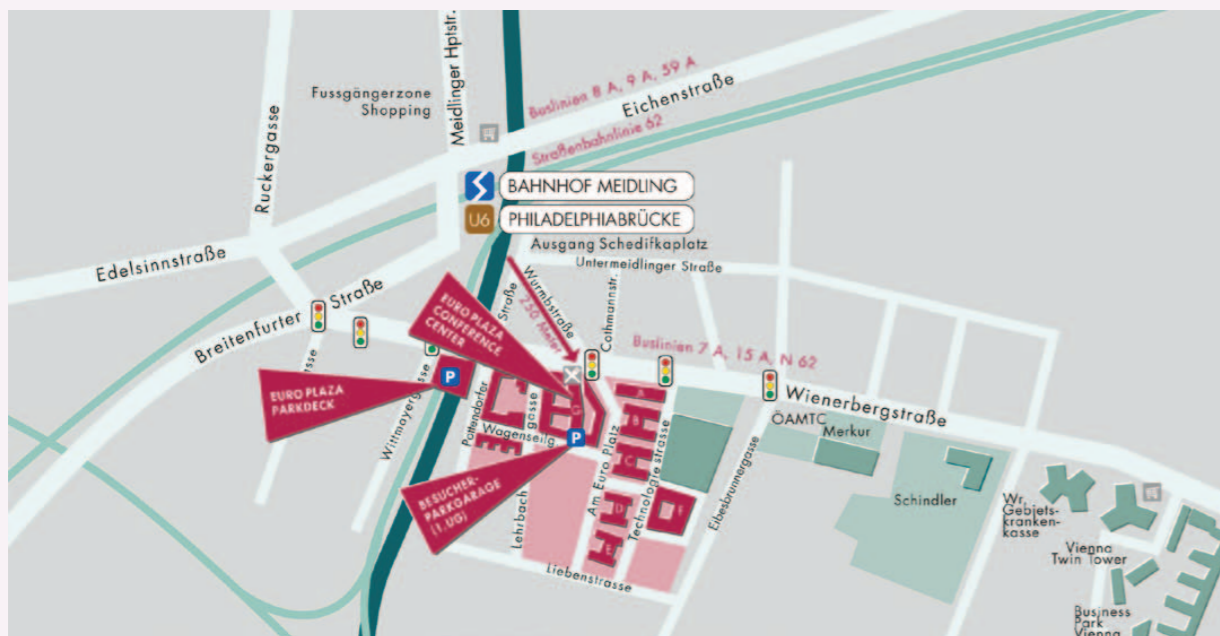 Meidlinger Hptstr.
Fussgängerzone
Shopping
Ruckergasse
Buslinien 8 A, 9 A, 59 A
Eichenstraße
Straßenbahnlinie 62
BAHNHOF MEIDLING
U6
PHILADELPHIABRÜCKE
Ausgang Schedifkaplatz
Untermeidlinger Straße
Edelsinnstraße
Breitenfurter Straße
Wurmbstraße
250 Meter
Cothmannstr.
Straße
EURO PLAZA
CONFERENCE
CENTER
Buslinien 7 A, 15 A, N 62
Wienerbergstraße
EURO PLAZA
PARKDECK
P
Wittmayergasse
Pottendorfer
gasse
Wagenseilg.
G
P
A
B
C
D
E
F
Am Euro Platz
Technologiestrasse
BESUCHER-
PARKGARAGE
(1.UG)
Lehrbach
Liebenstrasse
Eibesbrunnergasse
ÖAMTC
Merkur
Schindler
Wr.
Gebietskranken-
kasse
Vienna
Twin Tower
Business
Park
Vienna